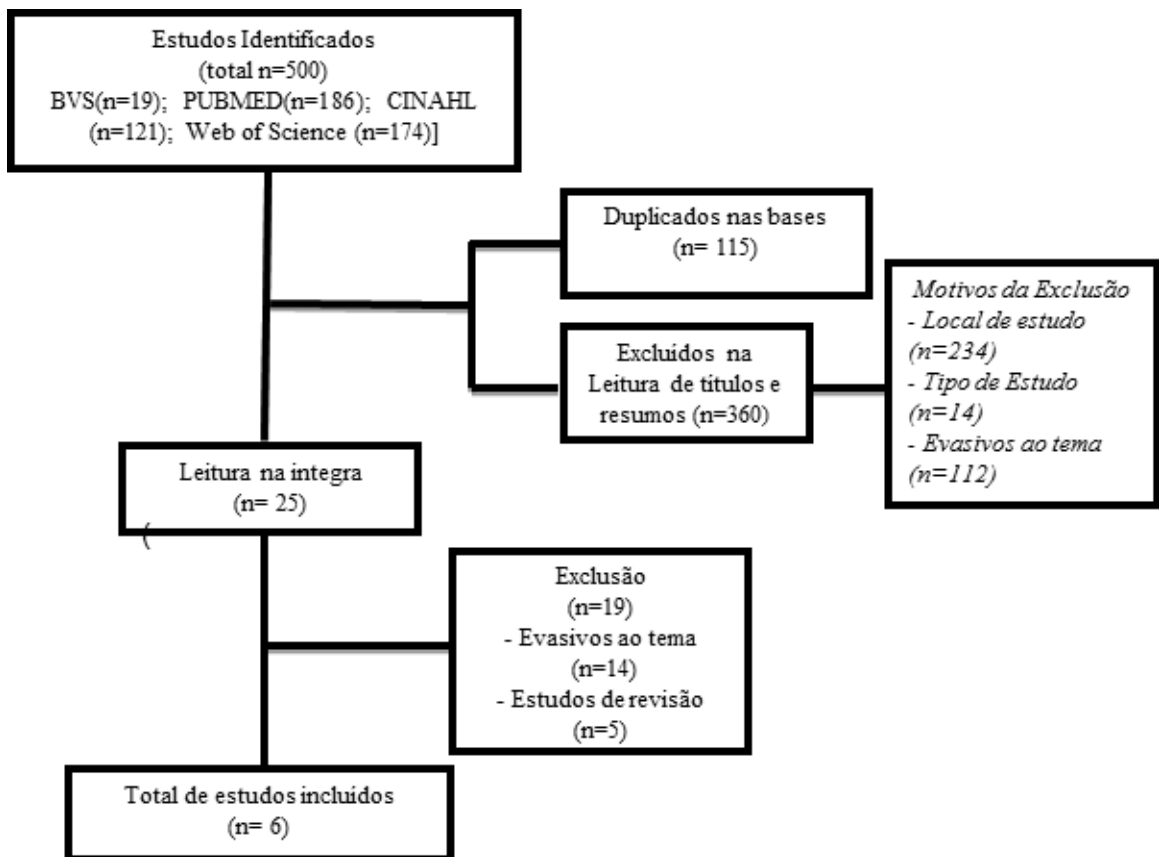 Estudos Identificados
(total n=500)
BVS(n=19); PUBMED(n=186); CINAHL
(n=121); Web of Science (n=174)]
Duplicados nas bases
(n= 115)
Excluídos na
Leitura de títulos e
resumos (n=360)
Motivos da Exclusão
- Local de estudo
(n=234)
- Tipo de Estudo
(n=14)
- Evasivos ao tema
(n=112)
Leitura na integra
(n= 25)
(
Exclusão
(n=19)
- Evasivos ao tema
(n=14)
- Estudos de revisão
(n=5)
Total de estudos incluídos
(n= 6)